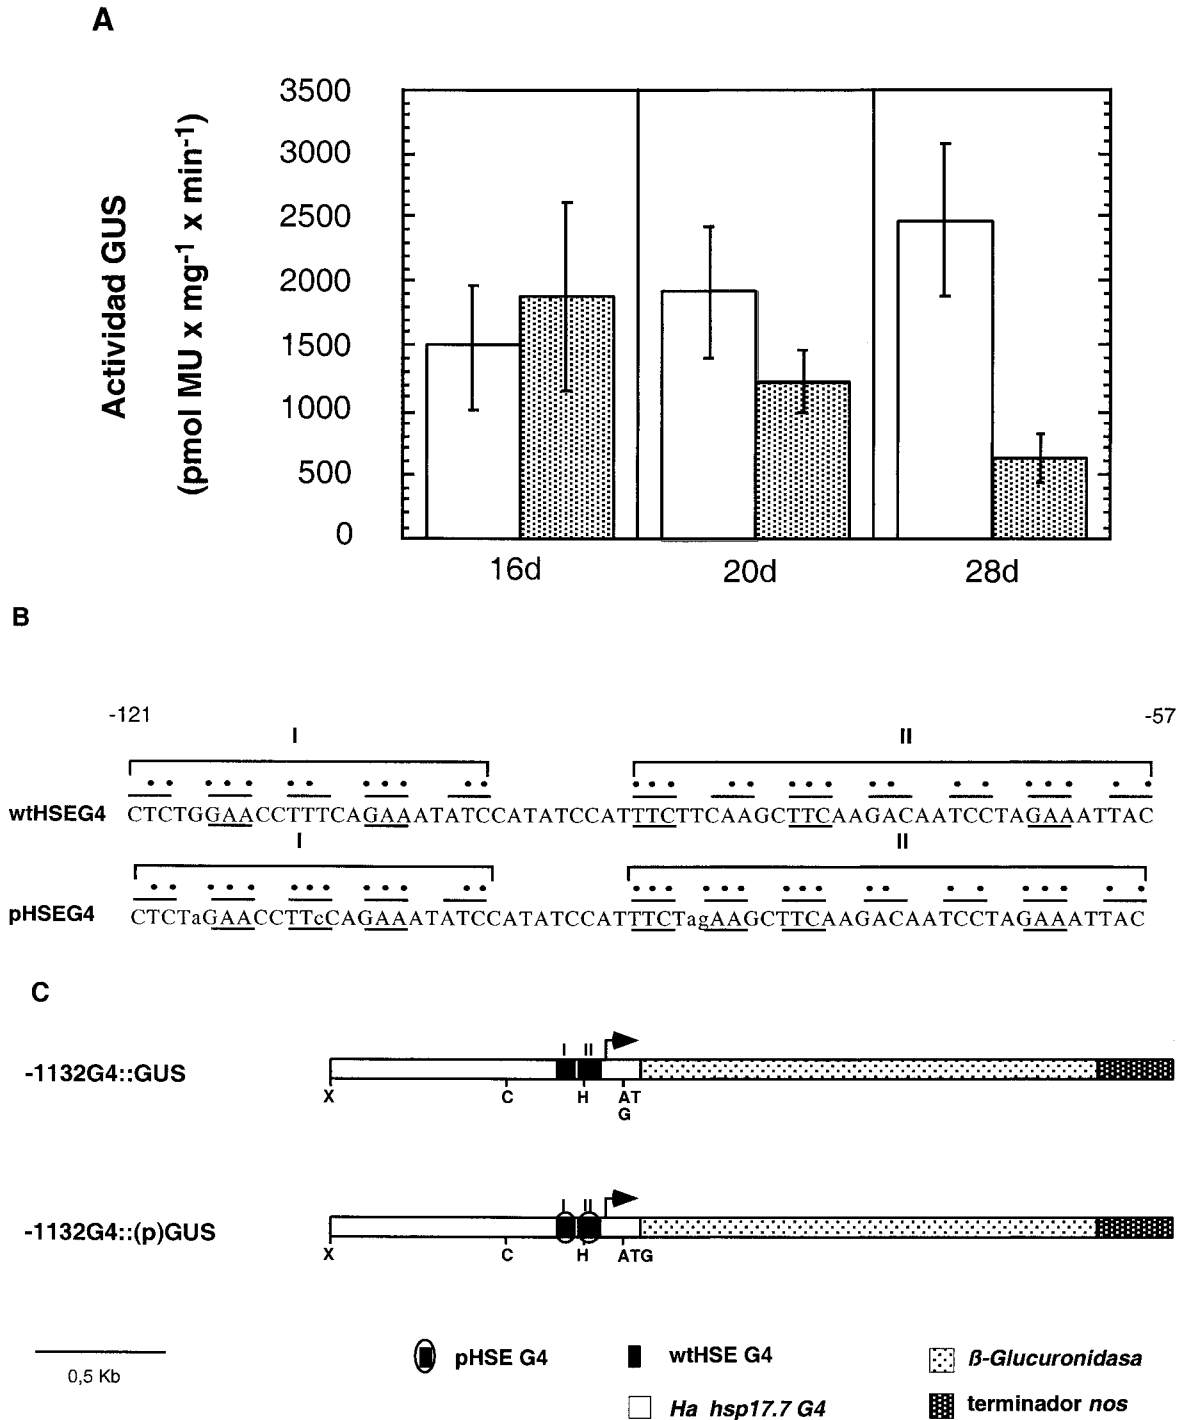 A
3500
3000
2500
2000
1500
1000
500
0
Actividad GUS
(pmol MU x mg-1 x min-1)
16d
20d
28d
B
-121
-57
I
II
wtHSEG4
CTCTGGAACCTTTCAGAAATATCCATATCCATTTCTTCAAGCTTCAAGACAATCCTAGAAATTAC
I
II
pHSEG4
CTCTaGAACCTTcCAGAAATATCCATATCCATTTCTagAAGCTTCAAGACAATCCTAGAAATTAC
C
-1132G4::GUS
I II
X
C
H
AT
G
-1132G4::(p)GUS
I II
X
C
H
ATG
0,5 Kb
pHSE G4
wtHSE G4
ß-Glucuronidasa
Ha hsp17.7 G4
terminador nos